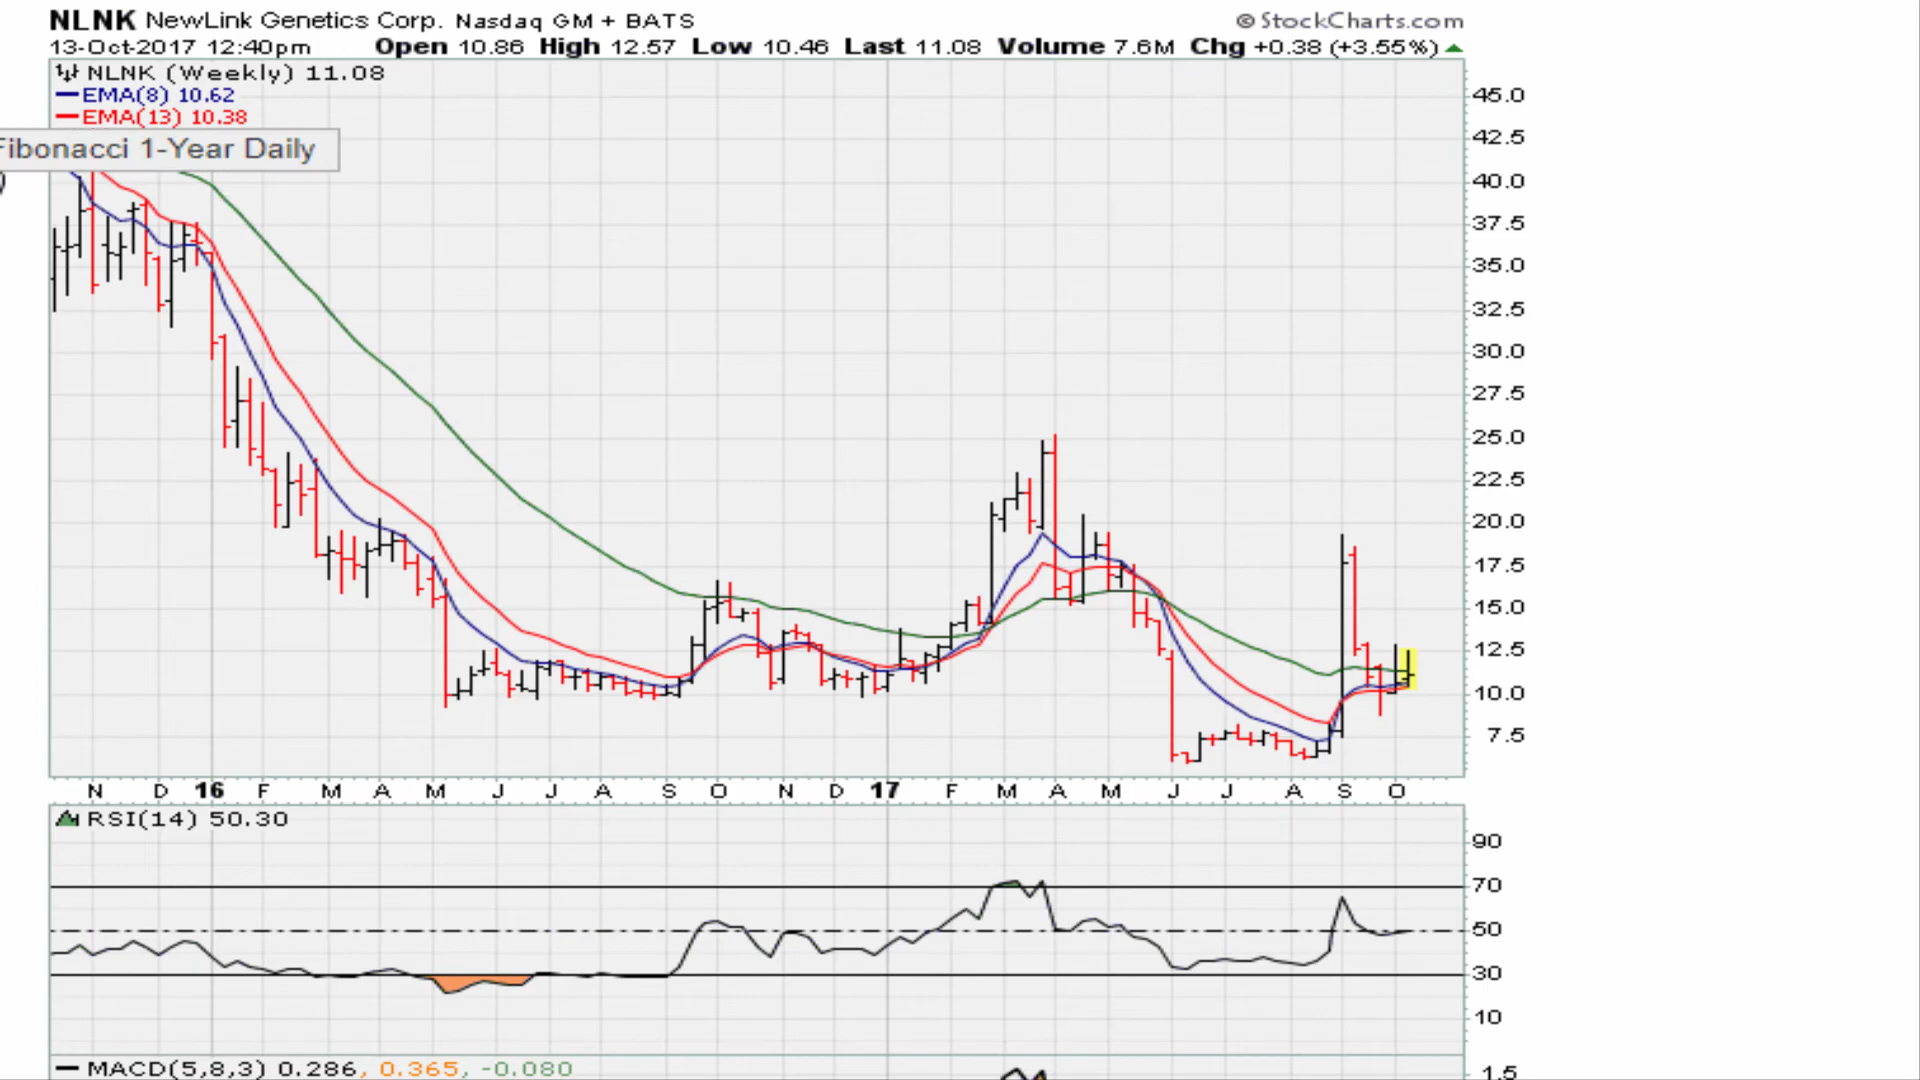 NLNK NewLink Genetics Corp. Nasdaq GM + BATS © StockCharts.com
13-Oct-2017 12:40pm Open 10.86 High 12.57 Low 10.46 Last 11.08 Volume 7.6M Chg +0.38 (+3.55%)
NLNK (Weekly) 11.08
EMA(8) 10.62
EMA(13) 10.38
Fibonacci 1-Year Daily
)
45.0
42.5
40.0
37.5
35.0
32.5
30.0
27.5
25.0
22.5
20.0
17.5
15.0
12.5
10.0
7.5
N D 16 F M A M J J A S O N D 17 F M A M J J A S O
RSI(14) 50.30
90
70
50
30
10
MACD(5,8,3) 0.286, 0.365, -0.080
1.5